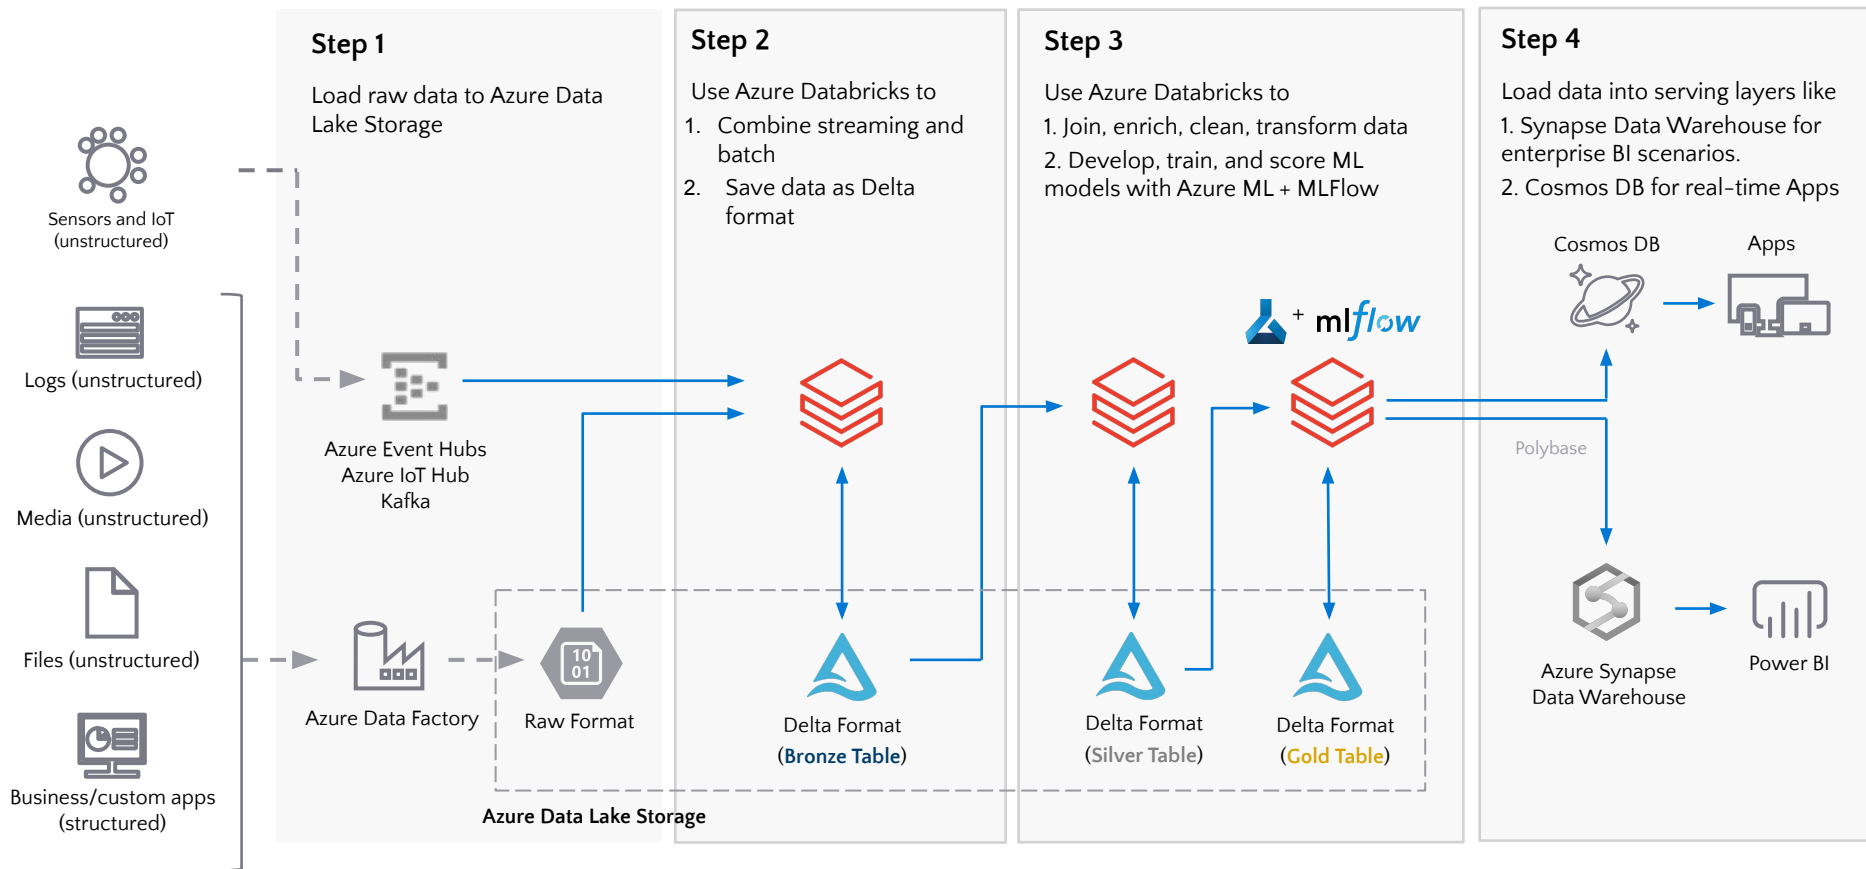 Step 1
Load raw data to Azure Data
Lake Storage
Step 2
Use Azure Databricks to
1. Combine streaming and
batch
2. Save data as Delta
format
Step 3
Use Azure Databricks to
1. Join, enrich, clean, transform data
2. Develop, train, and score ML
models with Azure ML + MLFlow
Step 4
Load data into serving layers like
1. Synapse Data Warehouse for
enterprise BI scenarios.
2. Cosmos DB for real-time Apps
Sensors and IoT
(unstructured)
Logs (unstructured)
Media (unstructured)
Files (unstructured)
Business/custom apps
(structured)
Azure Event Hubs
Azure IoT Hub
Kafka
Azure Data Factory
10
01
Raw Format
Delta Format
(Bronze Table)
+ mlflow
Delta Format
(Silver Table)
Delta Format
(Gold Table)
Azure Data Lake Storage
Cosmos DB
Apps
Polybase
Azure Synapse
Data Warehouse
Power BI